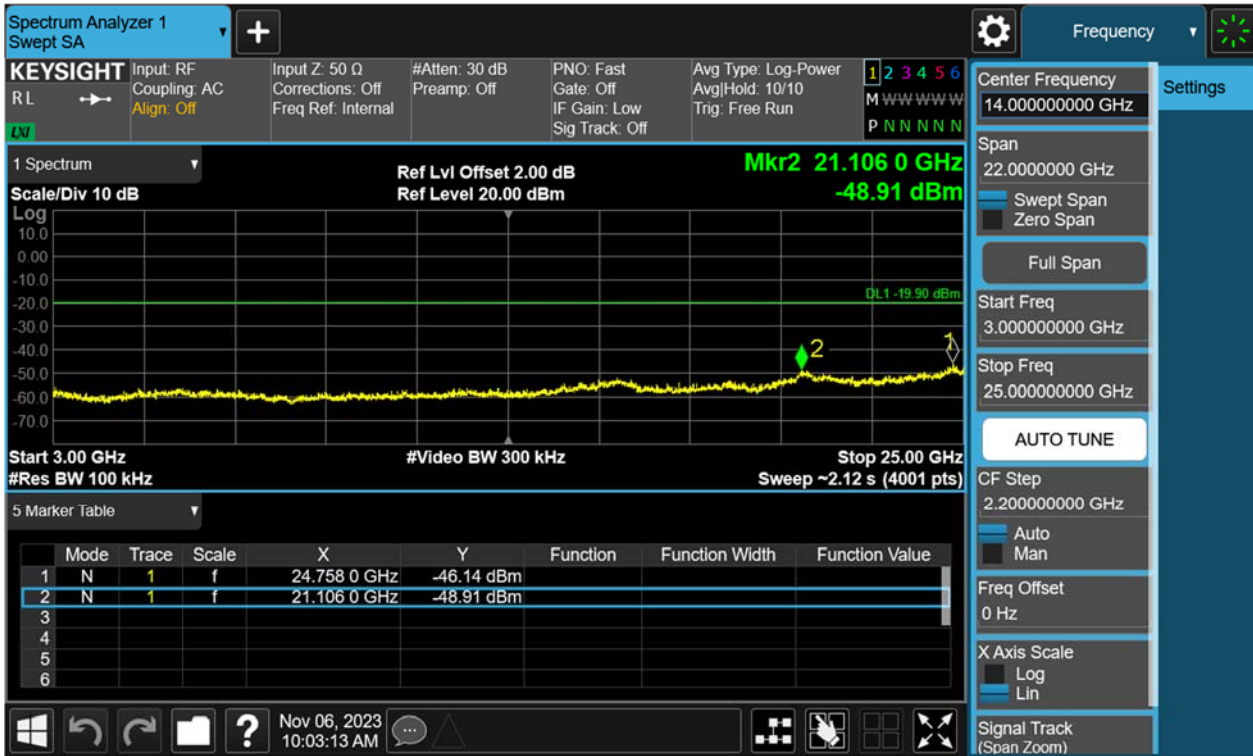 Spectrum Analyzer 1
Swept SA
+
Frequency
KEYSIGHT
R L
LXI
Input: RF
Coupling: AC
Align: Off
Input Z: 50 Ω
Corrections: Off
Freq Ref: Internal
#Atten: 30 dB
Preamp: Off
PNO: Fast
Gate: Off
IF Gain: Low
Sig Track: Off
Avg Type: Log-Power
Avg|Hold: 10/10
Trig: Free Run
1 2 3 4 5 6
M W W W W W
P N N N N N
1 Spectrum
Scale/Div 10 dB
Ref Lvl Offset 2.00 dB
Ref Level 20.00 dBm
Mkr2 21.106 0 GHz
-48.91 dBm
Log
10.0
0.00
-10.0
-20.0
-30.0
-40.0
-50.0
-60.0
-70.0
DL1 -19.90 dBm
2
1
Start 3.00 GHz
#Res BW 100 kHz
#Video BW 300 kHz
Stop 25.00 GHz
Sweep ~2.12 s (4001 pts)
5 Marker Table
Mode Trace Scale X Y Function Function Width Function Value
1 N 1 f 24.758 0 GHz -46.14 dBm
2 N 1 f 21.106 0 GHz -48.91 dBm
3
4
5
6
?
Nov 06, 2023
10:03:13 AM
Center Frequency
14.000000000 GHz
Settings
Span
22.0000000 GHz
Swept Span
Zero Span
Full Span
Start Freq
3.000000000 GHz
Stop Freq
25.000000000 GHz
AUTO TUNE
CF Step
2.200000000 GHz
Auto
Man
Freq Offset
0 Hz
X Axis Scale
Log
Lin
Signal Track
(Span Zoom)